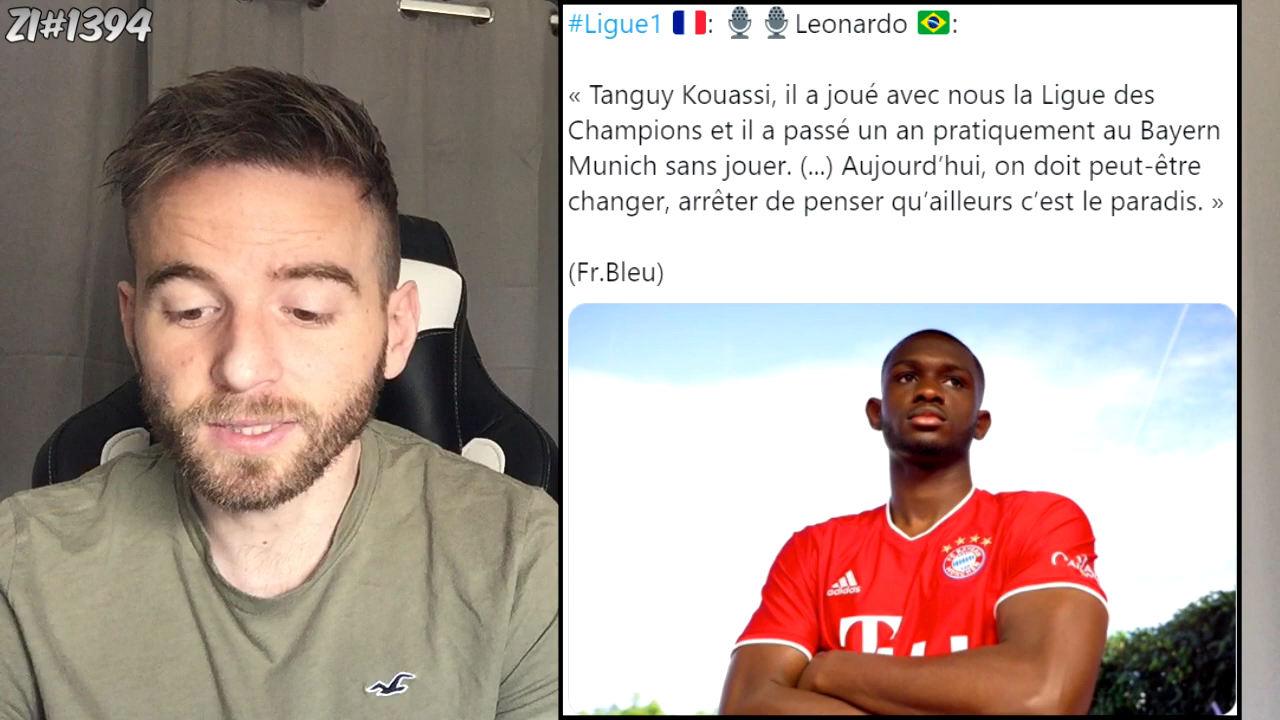 ZI#1394
#Ligue1 🇫🇷: 🎙️🎙️Leonardo 🇧🇷:
« Tanguy Kouassi, il a joué avec nous la Ligue des
Champions et il a passé un an pratiquement au Bayern
Munich sans jouer. (...) Aujourd’hui, on doit peut-être
changer, arrêter de penser qu’ailleurs c’est le paradis. »
(Fr.Bleu)
adidas